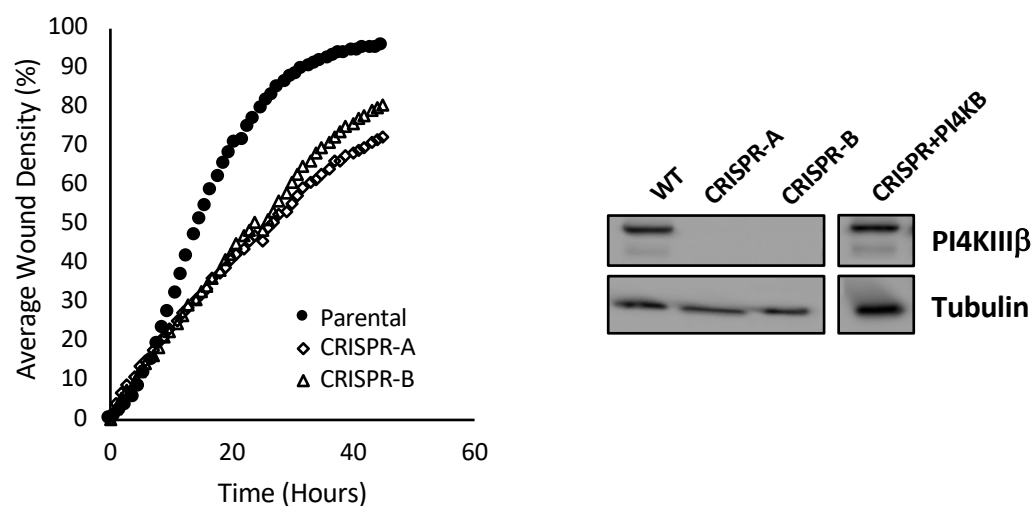 Average Wound Density (%)
100
90
80
70
60
50
40
30
20
10
0
0
20
40
60
Time (Hours)
Parental
CRISPR-A
CRISPR-B
WT
CRISPR-A
CRISPR-B
CRISPR+PI4KB
PI4KIIIβ
Tubulin